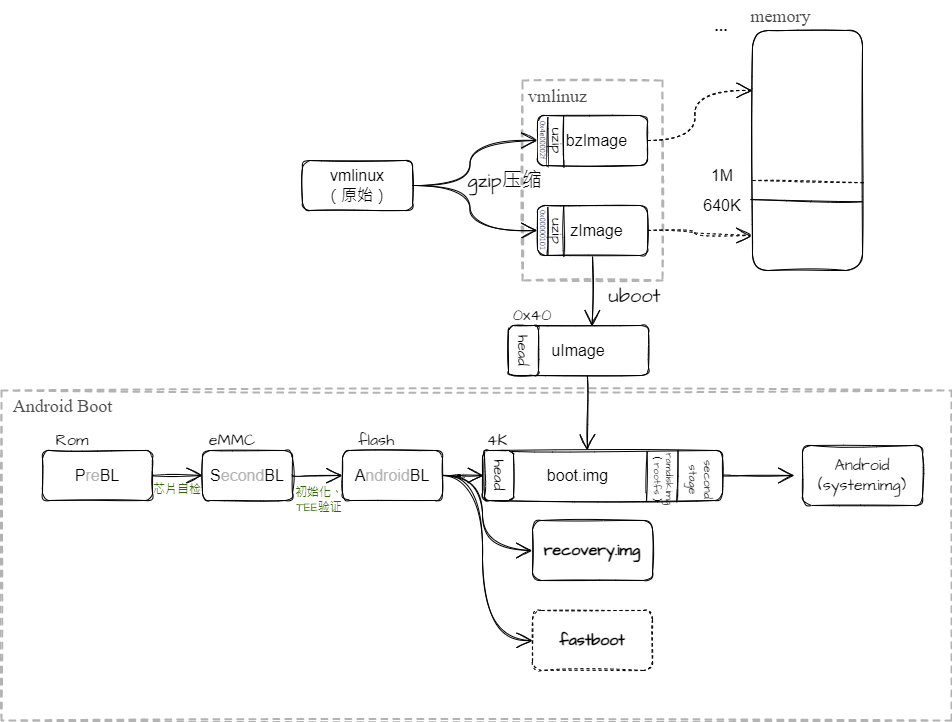 memory
...
vmlinuz
0x4e00002f
uzip
bzImage
vmlinux
（原始）
gzip压缩
1M
640K
0x00000101
uzip
zImage
uboot
0x40
head
uImage
Android Boot
Rom
PreBL
芯片自检
eMMC
SecondBL
初始化、
TEE验证
flash
AndroidBL
4K
head
boot.img
ramdisk.img
(rootfs)
second
stage
Android
(system.img)
recovery.img
fastboot